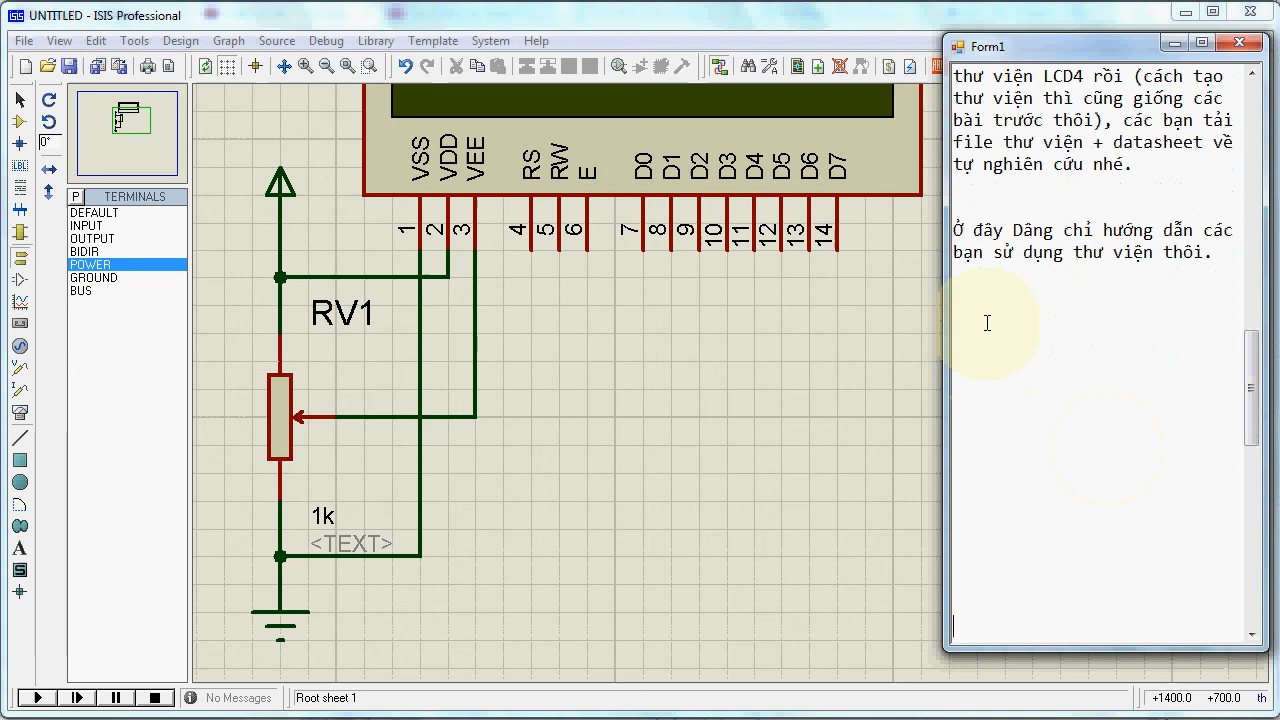 UNTITLED - ISIS Professional
File View Edit Tools Design Graph Source Debug Library Template System Help
0°
P TERMINALS
DEFAULT
INPUT
OUTPUT
BIDIR
POWER
GROUND
BUS
LBL
A
S
VSS VDD VEE RS RW E D0 D1 D2 D3 D4 D5 D6 D7
1 2 3 4 5 6 7 8 9 10 11 12 13 14
RV1
1k
<TEXT>
Form1
thư viện LCD4 rồi (cách tao
thư viện thì cũng giống các
bài trước thôi), các bạn tải
file thư viện + datasheet về
tự nghiên cứu nhé.
Ở đây Dâng chỉ hướng dẫn các
bạn sử dụng thư viện thôi.
No Messages Root sheet 1 +1400.0 +700.0 th